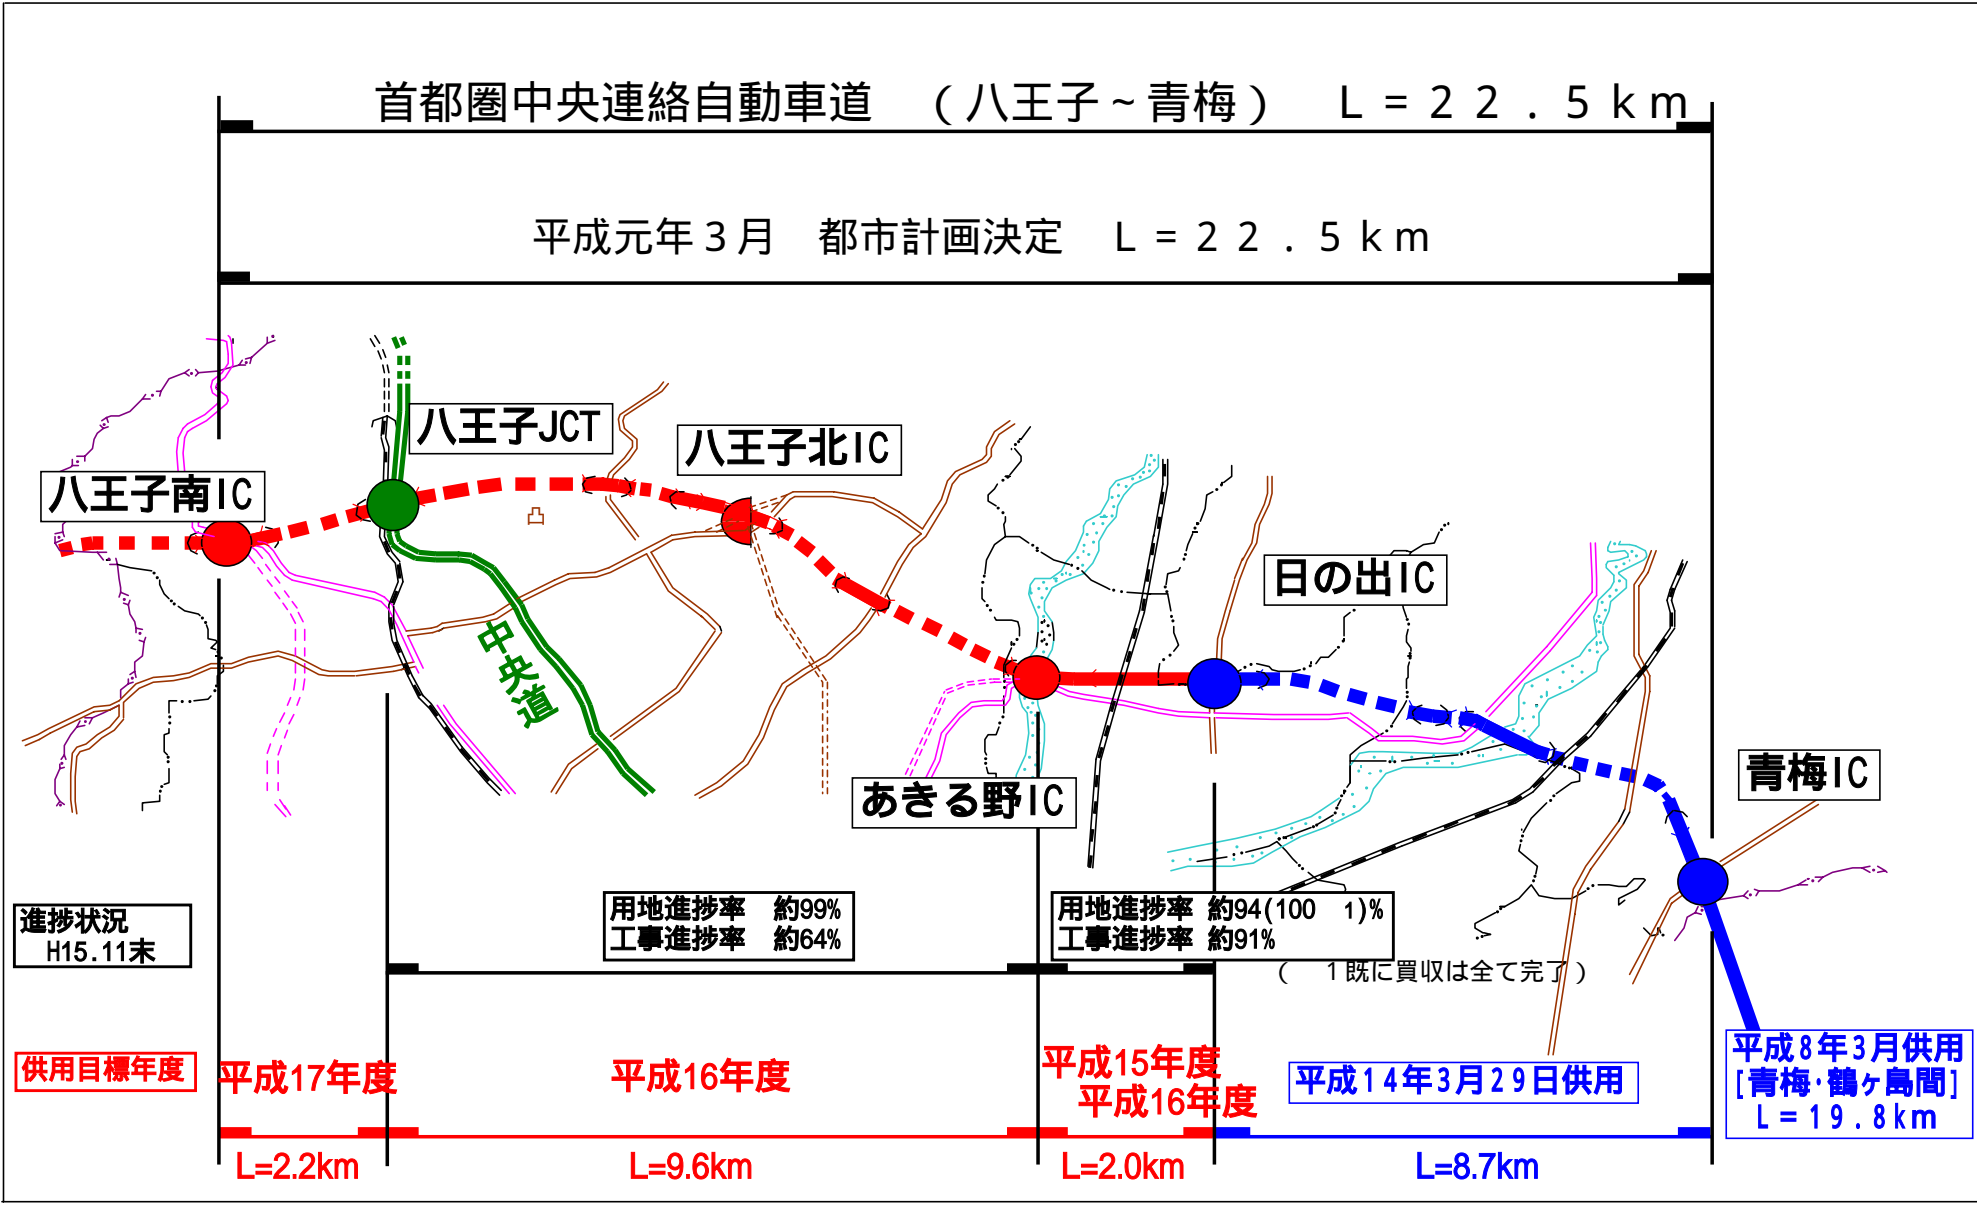 首都圏中央連絡自動車道　（八王子～青梅）　Ｌ＝２２．５ｋｍ
平成元年３月　都市計画決定　Ｌ＝２２．５ｋｍ
八王子JCT
八王子北IC
八王子南IC
日の出IC
中央道
青梅IC
あきる野IC
進捗状況
H15.11末
用地進捗率　約99%
工事進捗率　約64%
用地進捗率 約94(100　1)%
工事進捗率 約91%
（　１既に買収は全て完了）
供用目標年度
平成17年度
平成16年度
平成15年度
平成16年度
平成14年3月29日供用
平成8年3月供用
[青梅・鶴ヶ島間]
L=19.8km
L=2.2km
L=9.6km
L=2.0km
L=8.7km